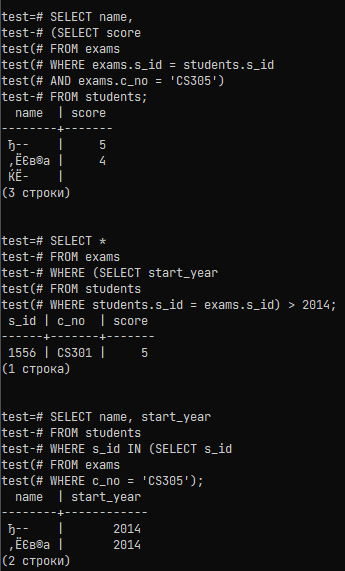 test=# SELECT name,
test-# (SELECT score
test(# FROM exams
test(# WHERE exams.s_id = students.s_id
test(# AND exams.c_no = 'CS305')
test-# FROM students;
  name  | score
--------+-------
 Ђ--    |     5
 ‚ЁЄв®а |     4
 ЌЁ-    |
(3 строки)

test=# SELECT *
test-# FROM exams
test-# WHERE (SELECT start_year
test(# FROM students
test(# WHERE students.s_id = exams.s_id) > 2014;
 s_id | c_no  | score
------+-------+-------
 1556 | CS301 |     5
(1 строка)

test=# SELECT name, start_year
test-# FROM students
test-# WHERE s_id IN (SELECT s_id
test(# FROM exams
test(# WHERE c_no = 'CS305');
  name  | start_year
--------+------------
 Ђ--    |       2014
 ‚ЁЄв®а |       2014
(2 строки)